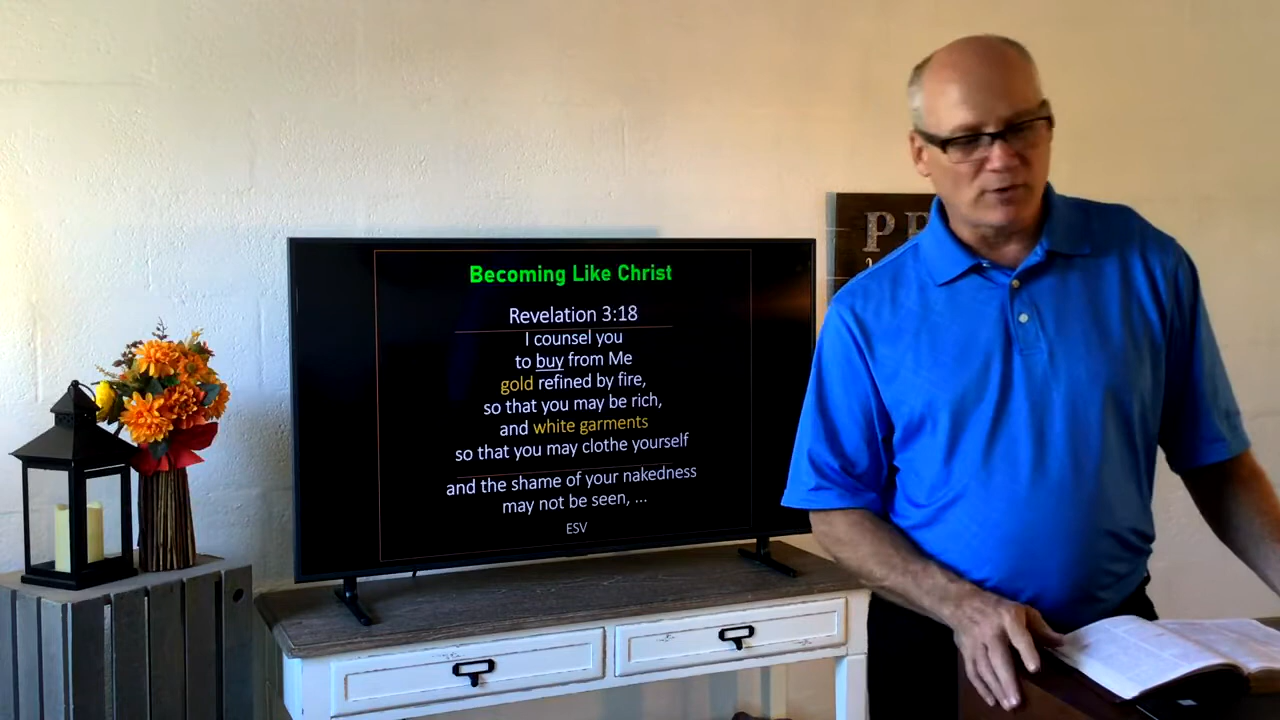 Becoming Like Christ
Revelation 3:18
I counsel you
to buy from Me
gold refined by fire,
so that you may be rich,
and white garments
so that you may clothe yourself
and the shame of your nakedness
may not be seen, ...
ESV